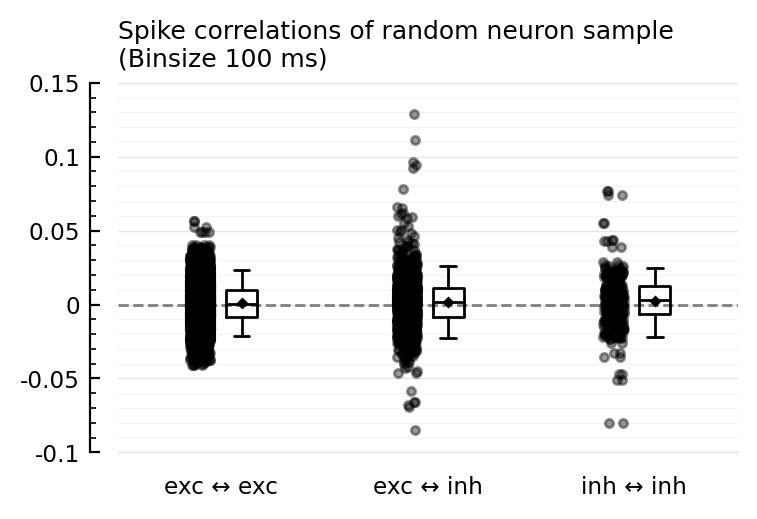 Spike correlations of random neuron sample
(Binsize 100 ms)
0.15
0.1
0.05
0
-0.05
-0.1
exc ↔ exc
exc ↔ inh
inh ↔ inh